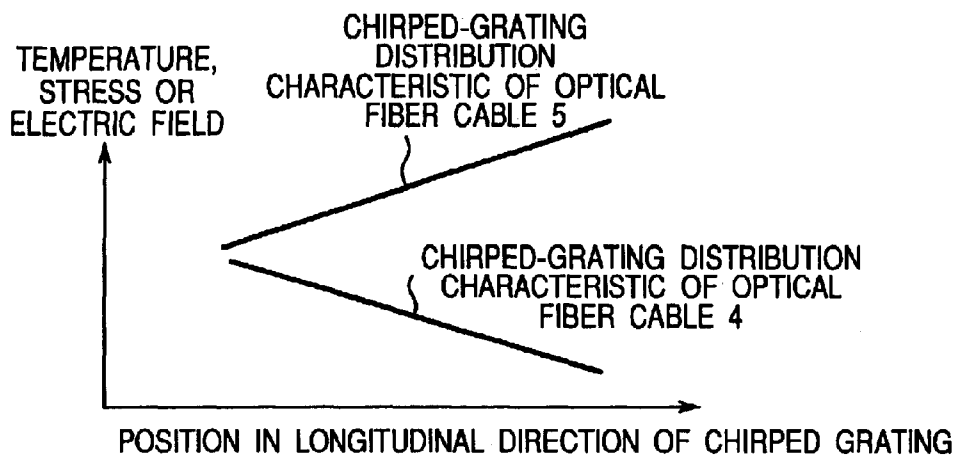 TEMPERATURE,
STRESS OR
ELECTRIC FIELD
CHIRPED-GRATING
DISTRIBUTION
CHARACTERISTIC OF OPTICAL
FIBER CABLE 5
CHIRPED-GRATING DISTRIBUTION
CHARACTERISTIC OF OPTICAL
FIBER CABLE 4
POSITION IN LONGITUDINAL DIRECTION OF CHIRPED GRATING